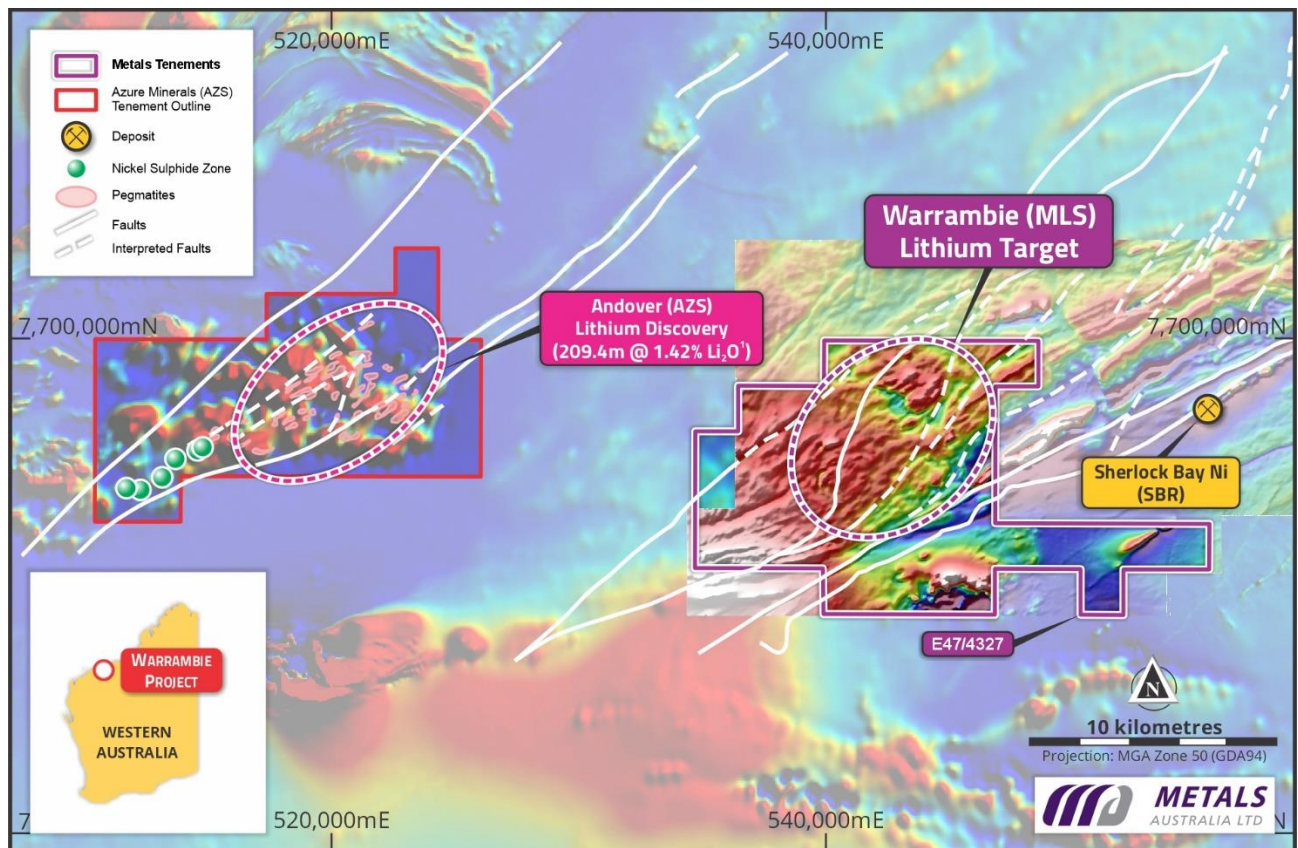 520,000mE
540,000mE
Metals Tenements
Azure Minerals (AZS)
Tenement Outline
Deposit
Nickel Sulphide Zone
Pegmatites
Faults
Interpreted Faults
Warrambie (MLS)
Lithium Target
Andover (AZS)
Lithium Discovery
(209.4m @ 1.42% Li₂O¹)
7,700,000mN
7,700,000mN
Sherlock Bay Ni
(SBR)
E47/4327
WARRAMBIE
PROJECT
WESTERN
AUSTRALIA
N
10 kilometres
Projection: MGA Zone 50 (GDA94)
METALS
AUSTRALIA LTD
520,000mE
540,000mE